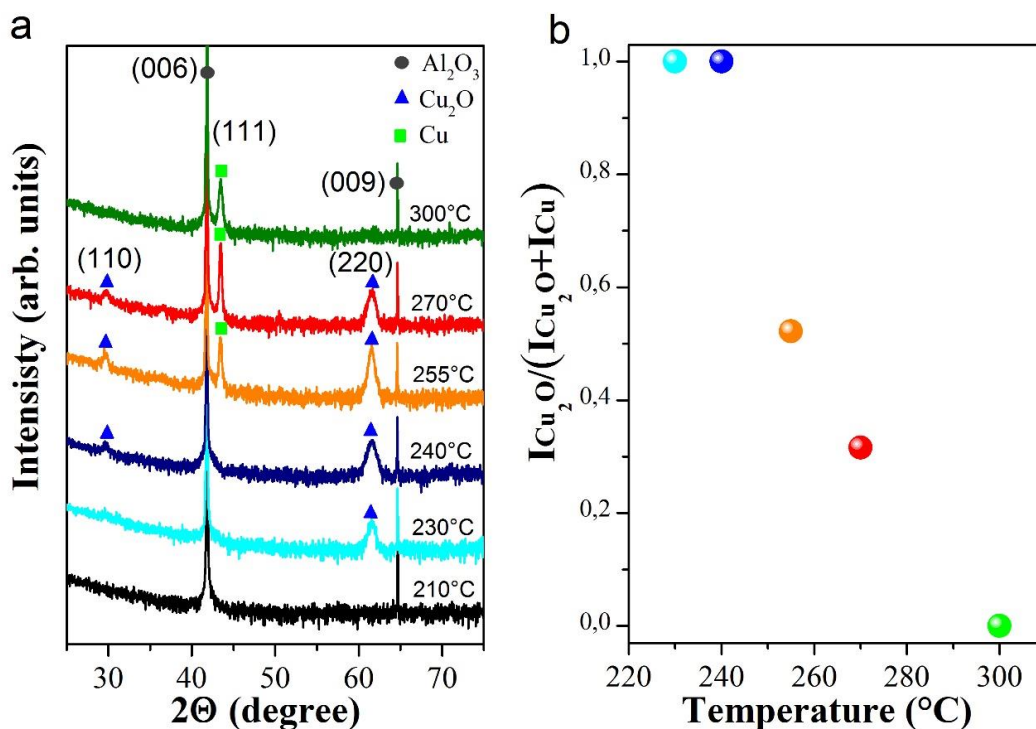 a
(006)
Al₂O₃
Cu₂O
(111)
Cu
(009)
300°C
(110)
(220)
270°C
255°C
240°C
230°C
210°C
Intensisty (arb. units)
30 40 50 60 70
2Θ (degree)
b
1,0
0,8
0,6
0,4
0,2
0,0
ICu₂O/(ICu₂O+ICu)
220 240 260 280 300
Temperature (°C)